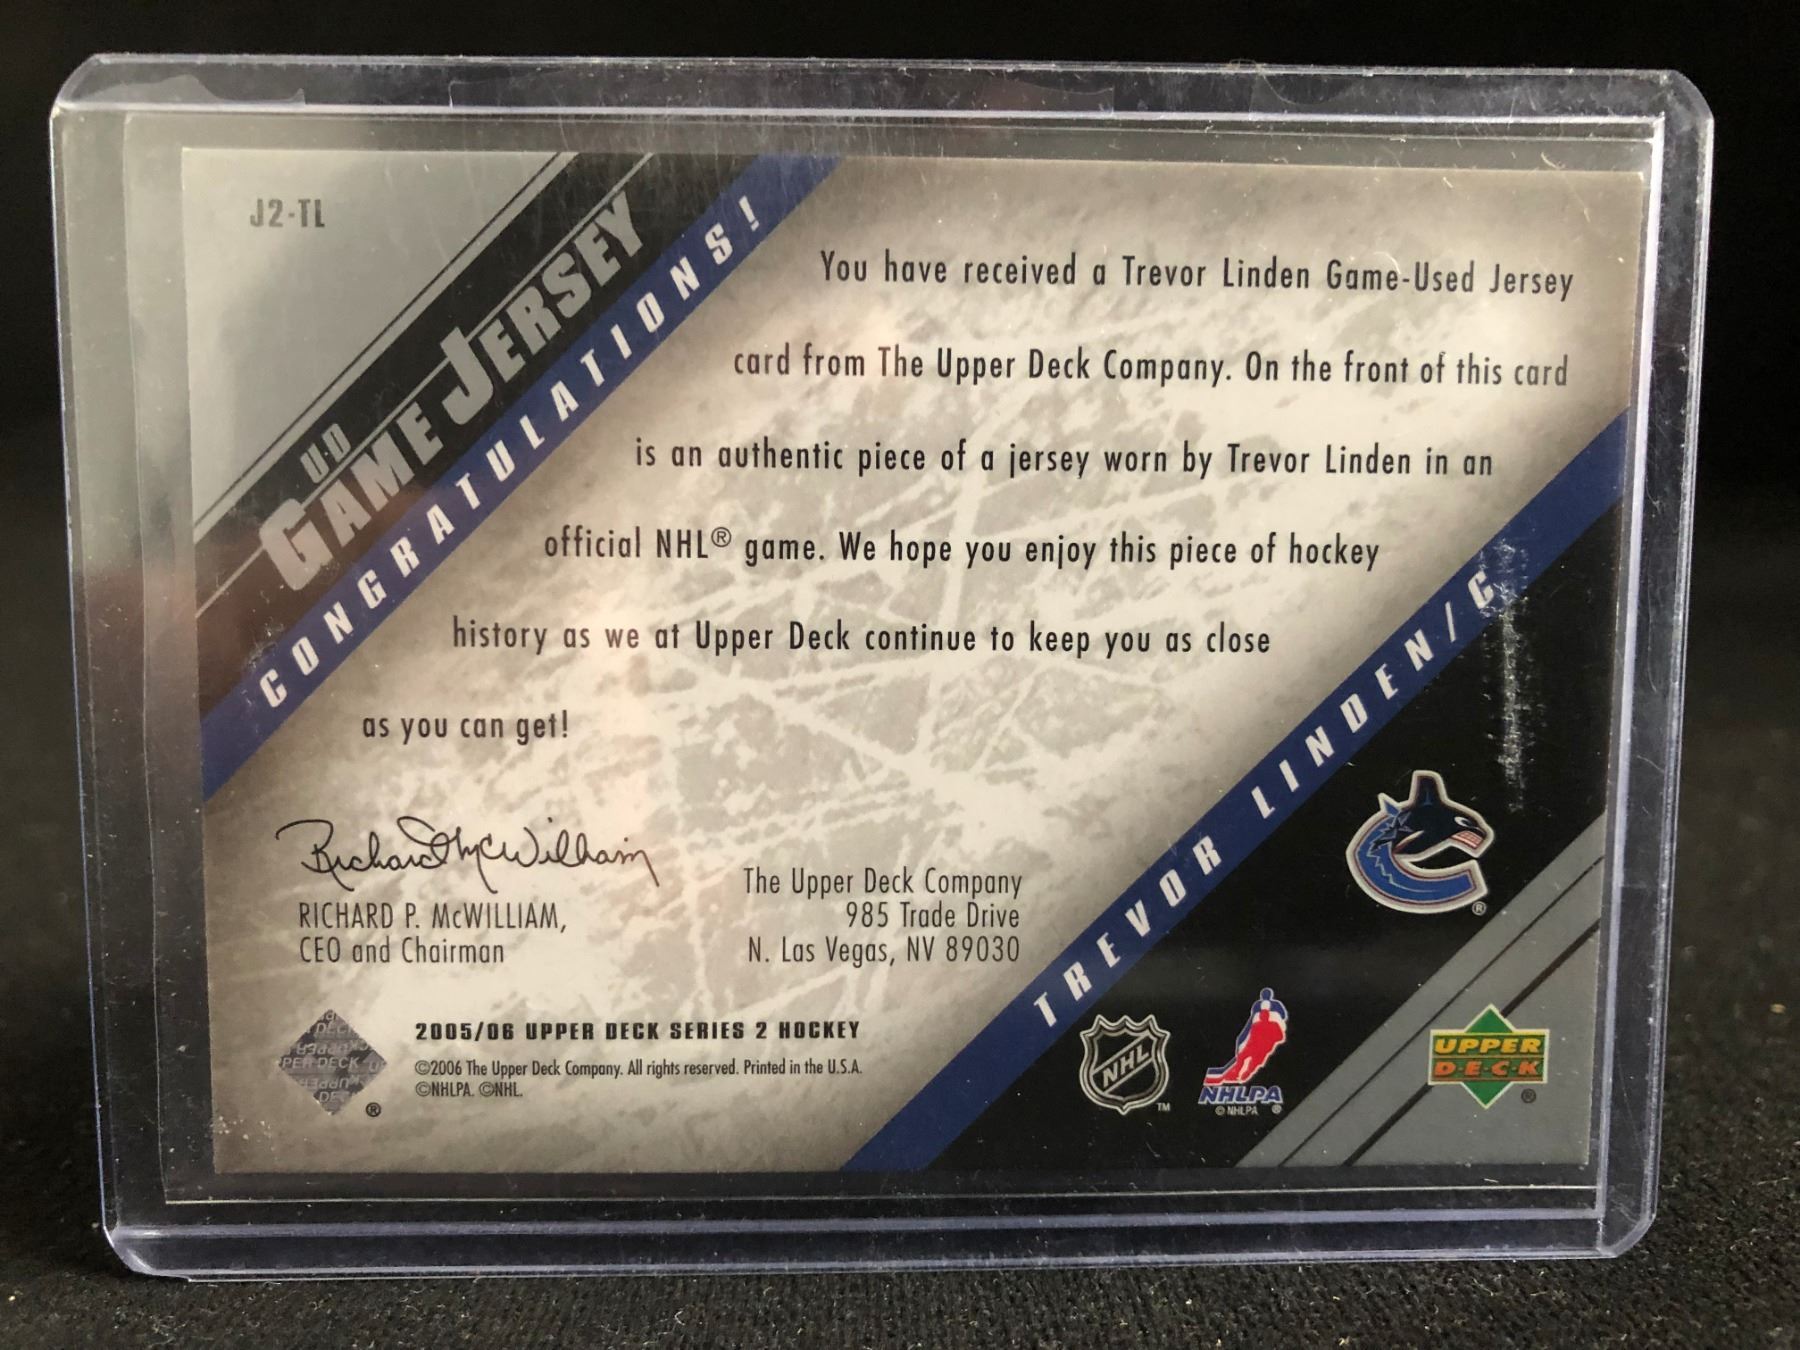 J2-TL
UD
GAME JERSEY
CONGRATULATIONS!
You have received a Trevor Linden Game-Used Jersey
card from The Upper Deck Company. On the front of this card
is an authentic piece of a jersey worn by Trevor Linden in an
official NHL® game. We hope you enjoy this piece of hockey
history as we at Upper Deck continue to keep you as close
as you can get!
TREVOR LINDEN/C
Richard McWilliam
RICHARD P. McWILLIAM,
CEO and Chairman
The Upper Deck Company
985 Trade Drive
N. Las Vegas, NV 89030
®
2005/06 UPPER DECK SERIES 2 HOCKEY
©2006 The Upper Deck Company. All rights reserved. Printed in the U.S.A.
©NHLPA. ©NHL.
®
NHL
TM
NHLPA
© NHLPA ®
UPPER
D·E·C·K
®